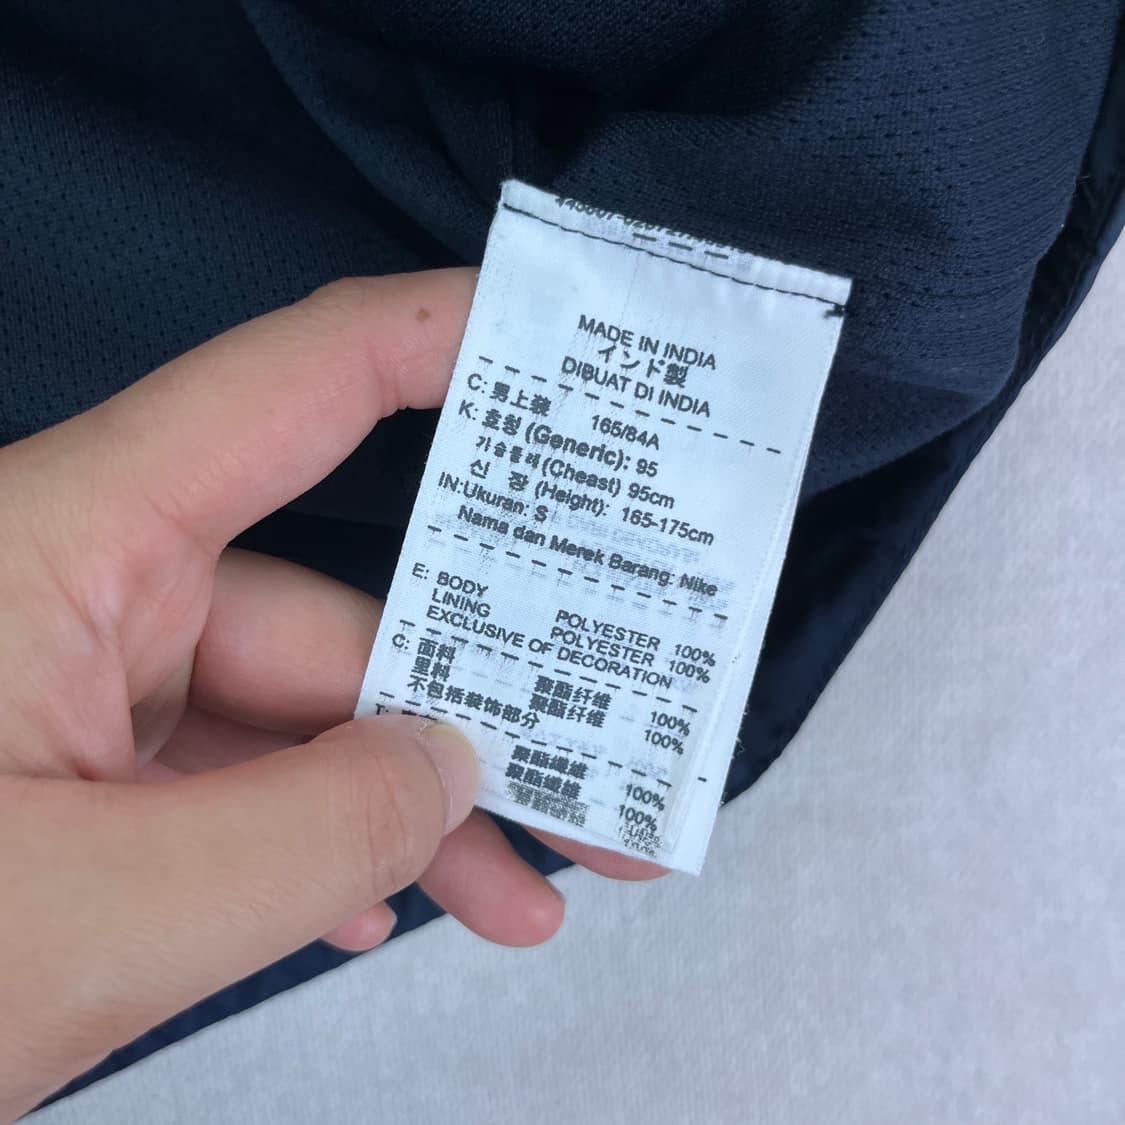 MADE IN INDIA
インド製
DIBUAT DI INDIA
C: 男上装 165/84A
K: 호칭 (Generic): 95
가슴둘레 (Cheast) 95cm
신 장 (Height): 165-175cm
IN:Ukuran: S
Nama dan Merek Barang: Nike
E: BODY POLYESTER 100%
LINING POLYESTER 100%
EXCLUSIVE OF DECORATION
C: 面料 聚酯纤维 100%
里料 聚酯纤维 100%
不包括装饰部分
聚酯纖維 100%
聚酯纖維 100%